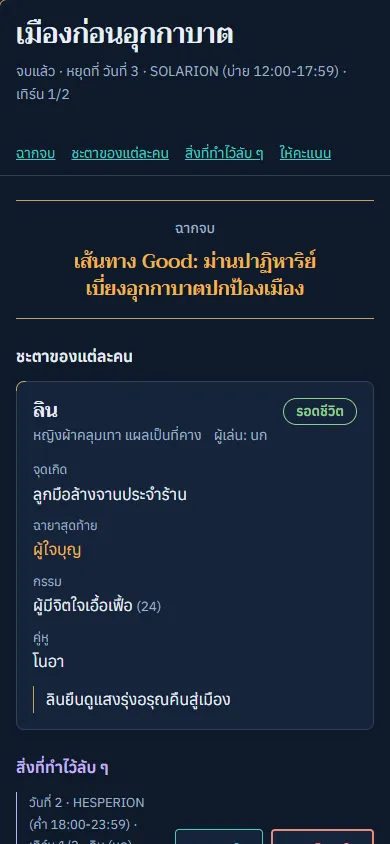 เมืองก่อนอุกกาบาต
จบแล้ว · หยุดที่ วันที่ 3 · SOLARION (บ่าย 12:00-17:59) ·
เทิร์น 1/2
ฉากจบ ชะตาของแต่ละคน สิ่งที่ทำไว้ลับ ๆ ให้คะแนน
ฉากจบ
เส้นทาง Good: ม่านปาฏิหาริย์
เบี่ยงอุกกาบาตปกป้องเมือง
ชะตาของแต่ละคน
ลิน
รอดชีวิต
หญิงผ้าคลุมเทา แผลเป็นที่คาง ผู้เล่น: นก
จุดเกิด
ลูกมือล้างจานประจำร้าน
ฉายาสุดท้าย
ผู้ใจบุญ
กรรม
ผู้มีจิตใจเอื้อเฟื้อ (24)
คู่หู
โนอา
ลินยืนดูแสงรุ่งอรุณคืนสู่เมือง
สิ่งที่ทำไว้ลับ ๆ
วันที่ 2 · HESPERION
(ค่ำ 18:00-23:59) ·